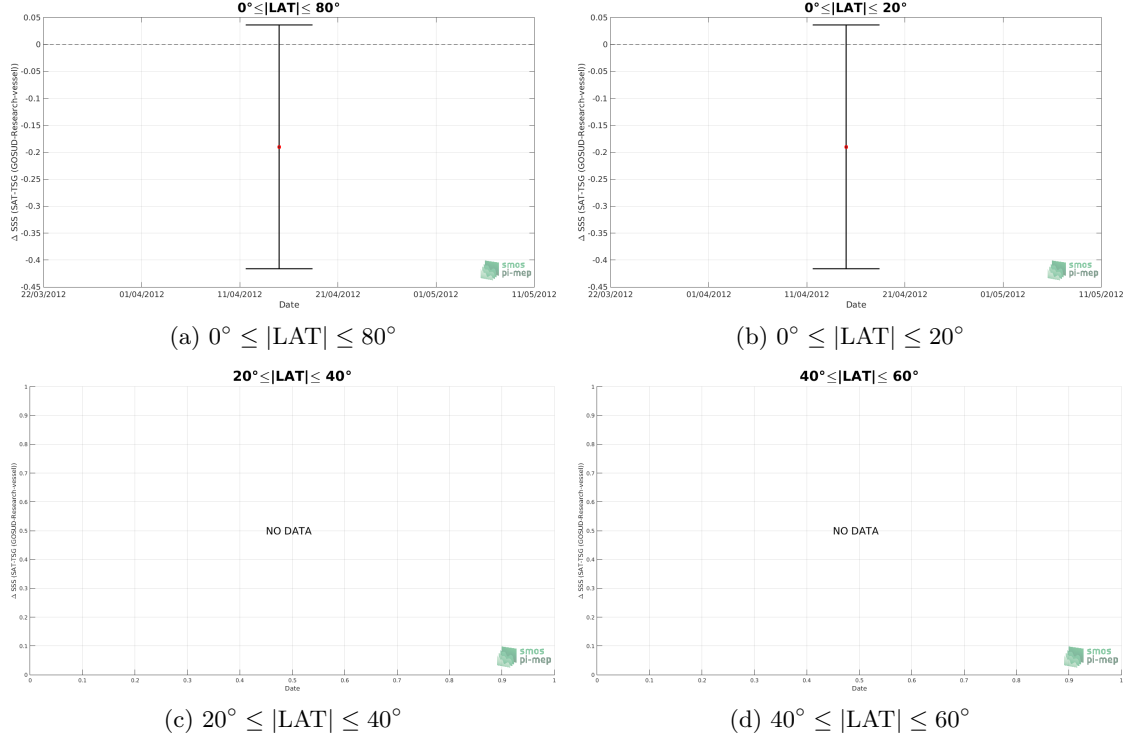 0°≤|LAT|≤ 80°
Δ SSS (SAT-TSG (GOSUD-Research-vessel))
0.05
0
-0.05
-0.1
-0.15
-0.2
-0.25
-0.3
-0.35
-0.4
-0.45
22/03/2012 01/04/2012 11/04/2012 21/04/2012 01/05/2012 11/05/2012
Date
smos
pi-mep
(a) 0° ≤ |LAT| ≤ 80°
0°≤|LAT|≤ 20°
Δ SSS (SAT-TSG (GOSUD-Research-vessel))
0.05
0
-0.05
-0.1
-0.15
-0.2
-0.25
-0.3
-0.35
-0.4
-0.45
22/03/2012 01/04/2012 11/04/2012 21/04/2012 01/05/2012 11/05/2012
Date
smos
pi-mep
(b) 0° ≤ |LAT| ≤ 20°
20°≤|LAT|≤ 40°
Δ SSS (SAT-TSG (GOSUD-Research-vessel))
1
0.9
0.8
0.7
0.6
0.5
0.4
0.3
0.2
0.1
0
NO DATA
0 0.1 0.2 0.3 0.4 0.5 0.6 0.7 0.8 0.9 1
Date
smos
pi-mep
(c) 20° ≤ |LAT| ≤ 40°
40°≤|LAT|≤ 60°
Δ SSS (SAT-TSG (GOSUD-Research-vessel))
1
0.9
0.8
0.7
0.6
0.5
0.4
0.3
0.2
0.1
0
NO DATA
0 0.1 0.2 0.3 0.4 0.5 0.6 0.7 0.8 0.9 1
Date
smos
pi-mep
(d) 40° ≤ |LAT| ≤ 60°